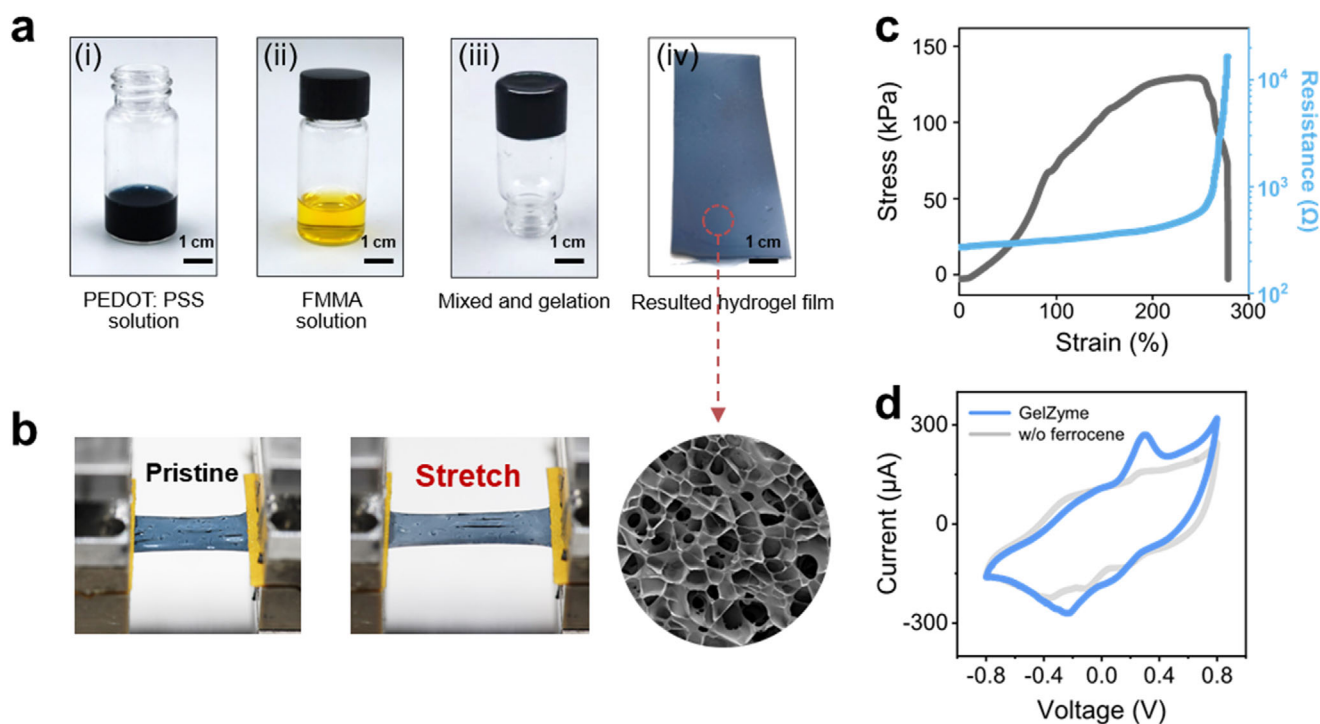 a
(i)
(ii)
(iii)
(iv)
1 cm
1 cm
1 cm
1 cm
PEDOT: PSS
solution
FMMA
solution
Mixed and gelation
Resulted hydrogel film
b
Pristine
Stretch
c
150
100
50
0
Stress (kPa)
0
100
200
300
Strain (%)
10⁴
10³
10²
Resistance (Ω)
d
GelZyme
w/o ferrocene
300
0
-300
Current (µA)
-0.8
-0.4
0.0
0.4
0.8
Voltage (V)